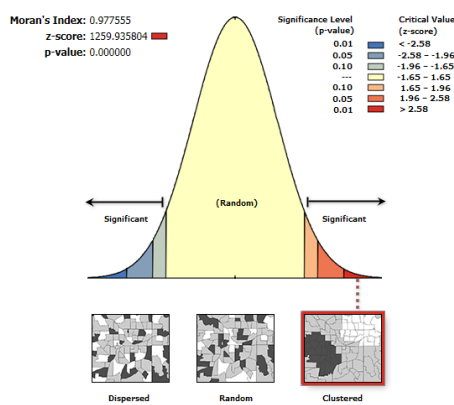 Moran's Index: 0.977555
z-score: 1259.935804
p-value: 0.000000
Significance Level
(p-value)
Critical Value
(z-score)
0.01 < -2.58
0.05 -2.58 - -1.96
0.10 -1.96 - -1.65
--- -1.65 - 1.65
0.10 1.65 - 1.96
0.05 1.96 - 2.58
0.01 > 2.58
(Random)
Significant Significant
Dispersed Random Clustered